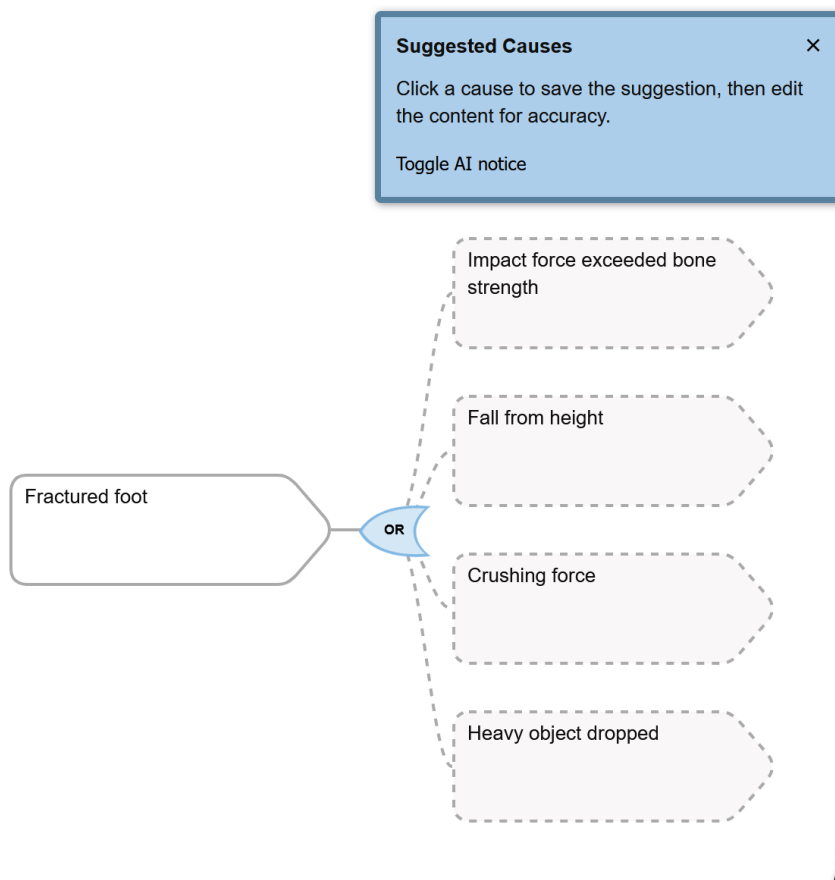 Suggested Causes
×
Click a cause to save the suggestion, then edit
the content for accuracy.
Toggle AI notice
Impact force exceeded bone
strength
Fall from height
Fractured foot
OR
Crushing force
Heavy object dropped